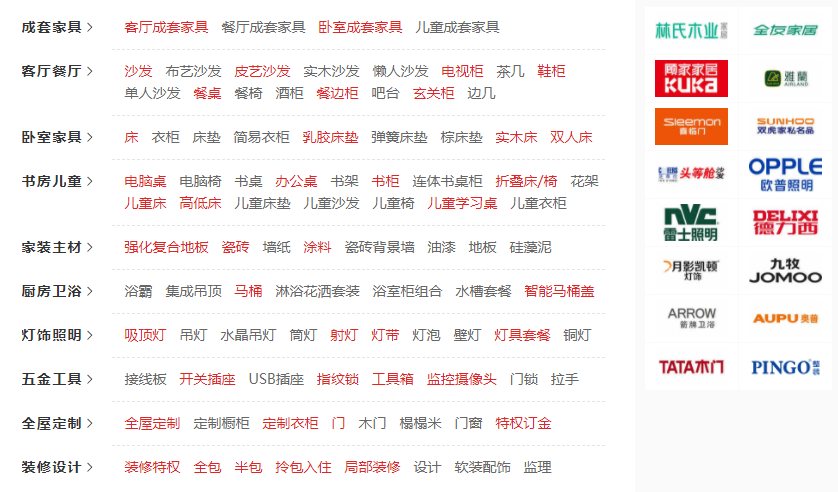 成套家具 > 客厅成套家具 餐厅成套家具 卧室成套家具 儿童成套家具
客厅餐厅 > 沙发 布艺沙发 皮艺沙发 实木沙发 懒人沙发 电视柜 茶几 鞋柜
单人沙发 餐桌 餐椅 酒柜 餐边柜 吧台 玄关柜 边几
卧室家具 > 床 衣柜 床垫 简易衣柜 乳胶床垫 弹簧床垫 棕床垫 实木床 双人床
书房儿童 > 电脑桌 电脑椅 书桌 办公桌 书架 书柜 连体书桌柜 折叠床/椅 花架
儿童床 高低床 儿童床垫 儿童沙发 儿童椅 儿童学习桌 儿童衣柜
家装主材 > 强化复合地板 瓷砖 墙纸 涂料 瓷砖背景墙 油漆 地板 硅藻泥
厨房卫浴 > 浴霸 集成吊顶 马桶 淋浴花洒套装 浴室柜组合 水槽套餐 智能马桶盖
灯饰照明 > 吸顶灯 吊灯 水晶吊灯 筒灯 射灯 灯带 灯泡 壁灯 灯具套餐 铜灯
五金工具 > 接线板 开关插座 USB插座 指纹锁 工具箱 监控摄像头 门锁 拉手
全屋定制 > 全屋定制 定制橱柜 定制衣柜 门 木门 榻榻米 门窗 特权订金
装修设计 > 装修特权 全包 半包 拎包入住 局部装修 设计 软装配饰 监理
林氏木业 家居
全友家居
顾家家居
KUKA
雅蘭
AIRLAND
Sleemon
喜临门
SUNHOO
双虎家私名品
头等舱
OPPLE
欧普照明
NVC
雷士照明
DELIXI
德力西
月影凯顿
灯饰
九牧
JOMOO
ARROW
箭牌卫浴
AUPU 奥普
TATA木门
PINGO